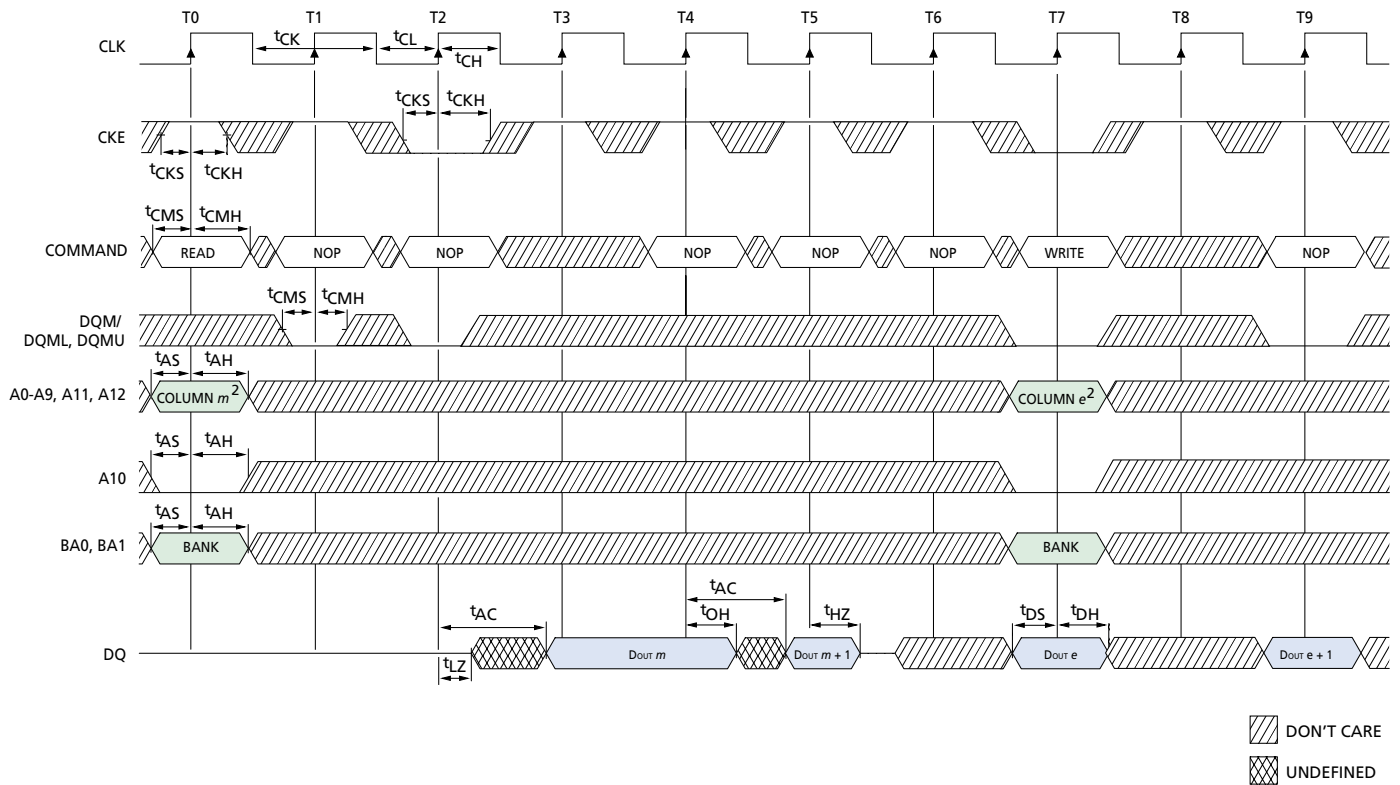 T0 T1 T2 T3 T4 T5 T6 T7 T8 T9
CLK
tCK tCL
tCH
tCKS tCKH
CKE
tCKS tCKH
tCMS tCMH
COMMAND READ NOP NOP NOP NOP NOP WRITE NOP
tCMS tCMH
DQM/
DQML, DQMU
tAS tAH
A0-A9, A11, A12 COLUMN m2 COLUMN e2
tAS tAH
A10
tAS tAH
BA0, BA1 BANK BANK
tAC
tAC tOH tHZ tDS tDH
DQ DOUT m DOUT m + 1 DOUT e DOUT e + 1
tLZ
DON'T CARE
UNDEFINED